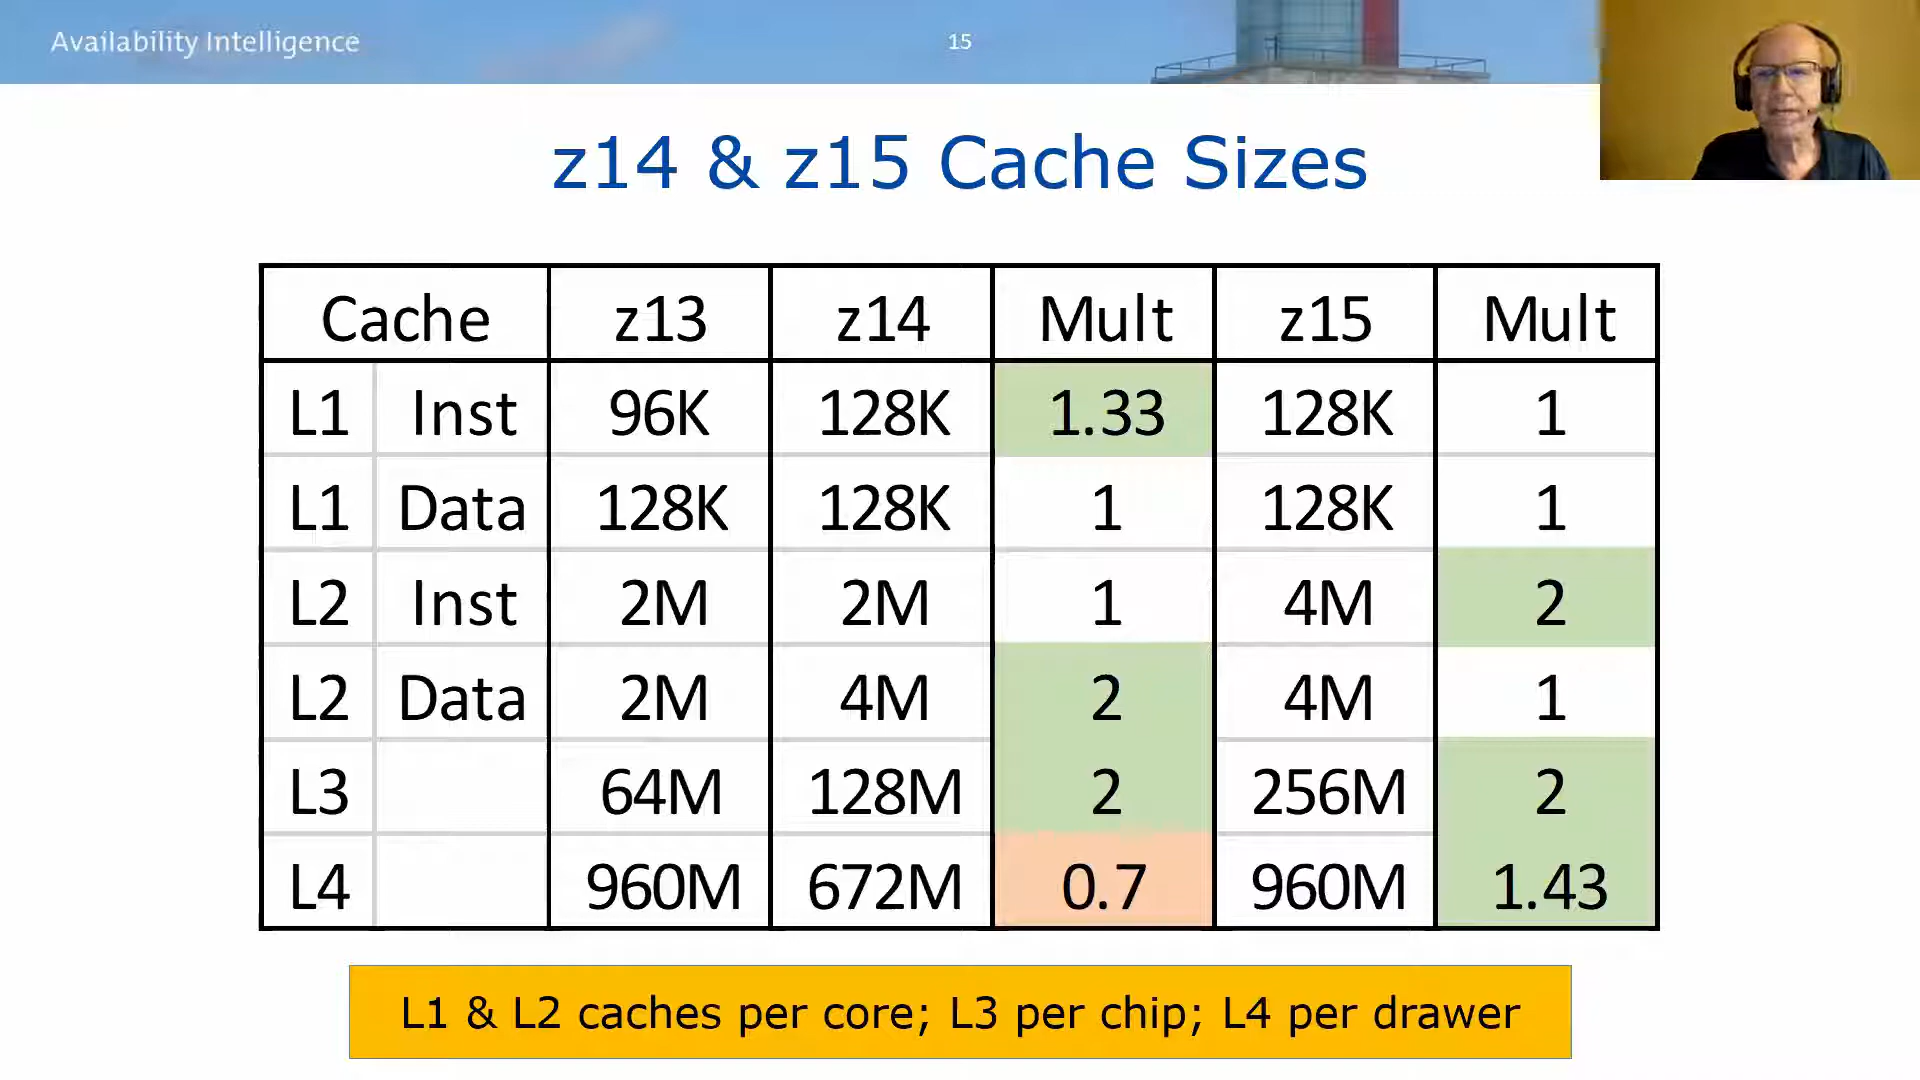 Availability Intelligence
15
z14 & z15 Cache Sizes
Cache z13 z14 Mult z15 Mult
L1 Inst 96K 128K 1.33 128K 1
L1 Data 128K 128K 1 128K 1
L2 Inst 2M 2M 1 4M 2
L2 Data 2M 4M 2 4M 1
L3 64M 128M 2 256M 2
L4 960M 672M 0.7 960M 1.43
L1 & L2 caches per core; L3 per chip; L4 per drawer